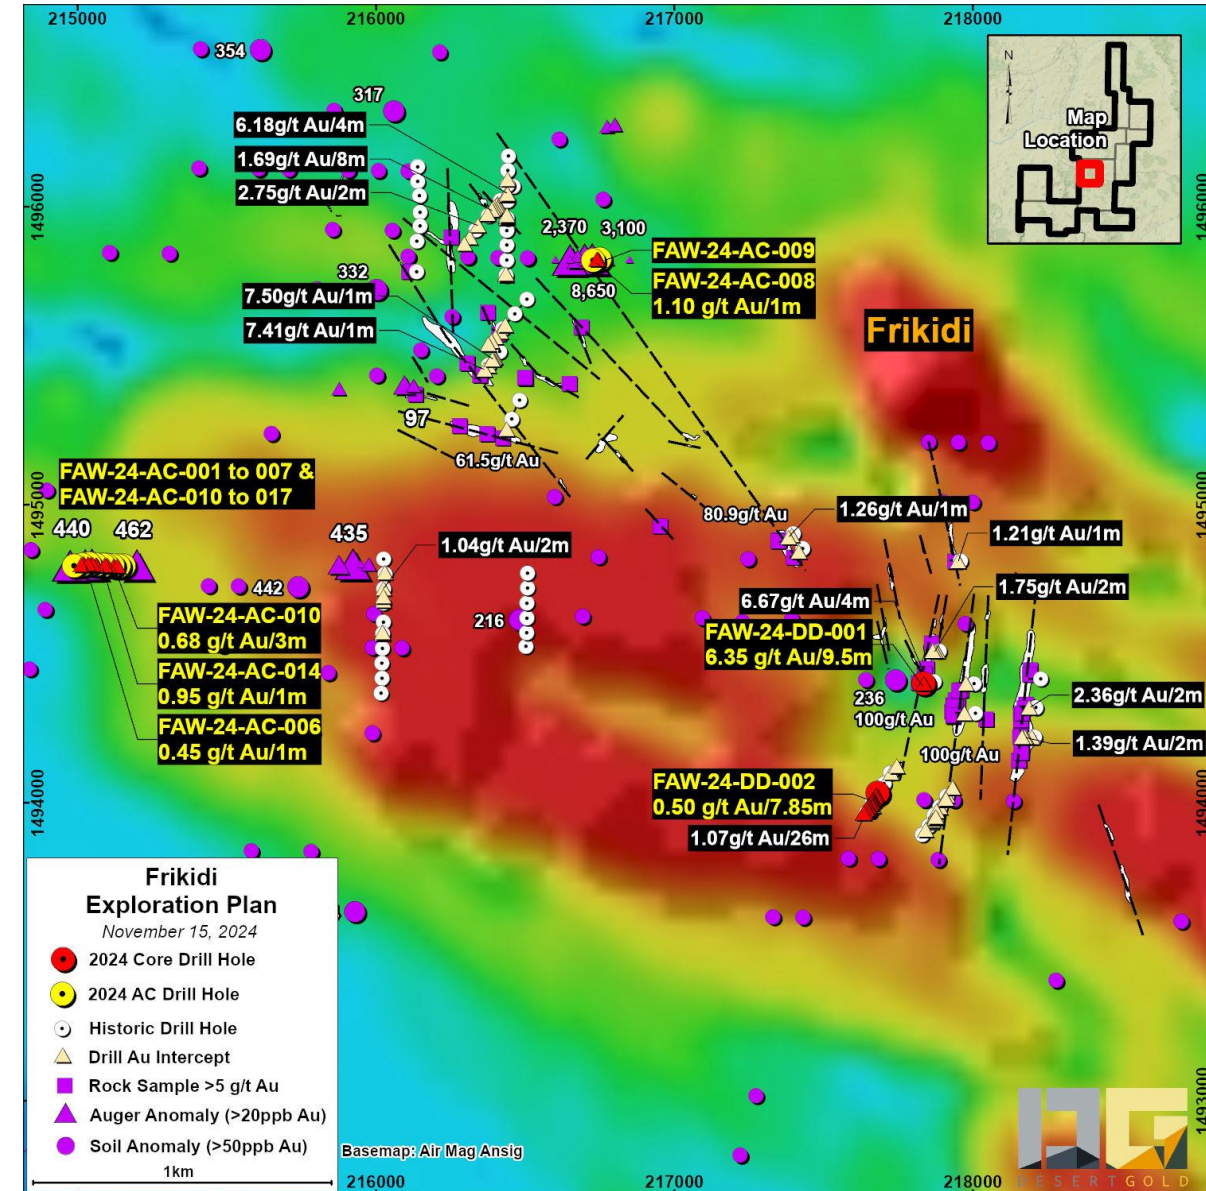 215000
216000
217000
218000
354
317
6.18g/t Au/4m
1.69g/t Au/8m
2.75g/t Au/2m
N
Map
Location
1496000
1496000
2,370
3,100
FAW-24-AC-009
332
8,650
FAW-24-AC-008
1.10 g/t Au/1m
7.50g/t Au/1m
7.41g/t Au/1m
Frikidi
97
61.5g/t Au
FAW-24-AC-001 to 007 &
FAW-24-AC-010 to 017
1495000
1495000
80.9g/t Au
1.26g/t Au/1m
440
462
435
1.04g/t Au/2m
1.21g/t Au/1m
442
1.75g/t Au/2m
6.67g/t Au/4m
216
FAW-24-AC-010
0.68 g/t Au/3m
FAW-24-DD-001
6.35 g/t Au/9.5m
FAW-24-AC-014
0.95 g/t Au/1m
236
100g/t Au
2.36g/t Au/2m
FAW-24-AC-006
0.45 g/t Au/1m
100g/t Au
1.39g/t Au/2m
FAW-24-DD-002
0.50 g/t Au/7.85m
1494000
1494000
1.07g/t Au/26m
Frikidi
Exploration Plan
November 15, 2024
2024 Core Drill Hole
2024 AC Drill Hole
Historic Drill Hole
Drill Au Intercept
Rock Sample >5 g/t Au
Auger Anomaly (>20ppb Au)
Soil Anomaly (>50ppb Au)
1km
1493000
Basemap: Air Mag Ansig
DG
DESERTGOLD
216000
217000
218000